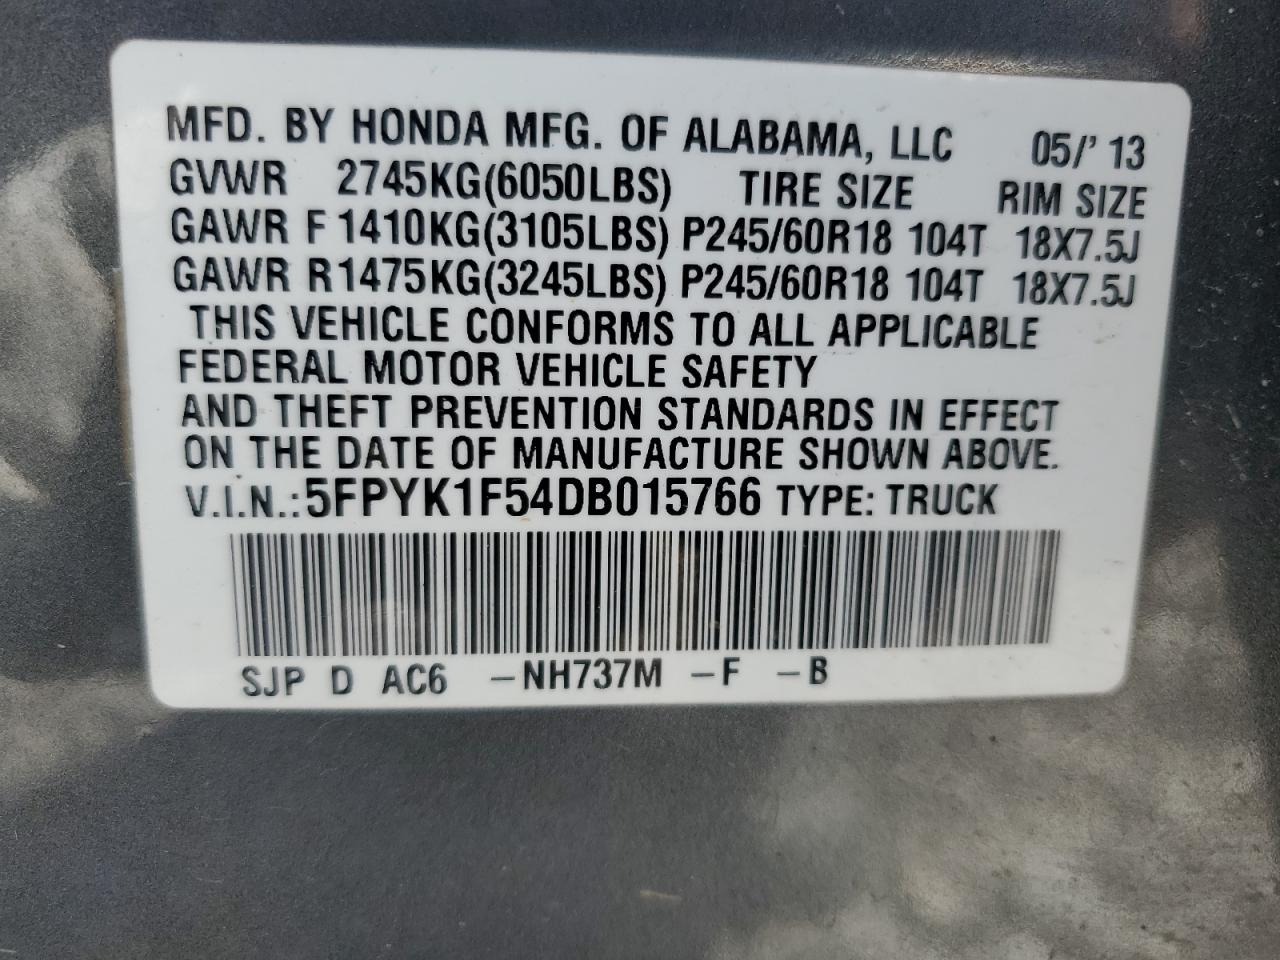 MFD. BY HONDA MFG. OF ALABAMA, LLC 05/' 13
GVWR 2745KG(6050LBS) TIRE SIZE RIM SIZE
GAWR F 1410KG(3105LBS) P245/60R18 104T 18X7.5J
GAWR R1475KG(3245LBS) P245/60R18 104T 18X7.5J
THIS VEHICLE CONFORMS TO ALL APPLICABLE
FEDERAL MOTOR VEHICLE SAFETY
AND THEFT PREVENTION STANDARDS IN EFFECT
ON THE DATE OF MANUFACTURE SHOWN ABOVE.
V.I.N.:5FPYK1F54DB015766 TYPE: TRUCK
SJP D AC6 -NH737M -F -B